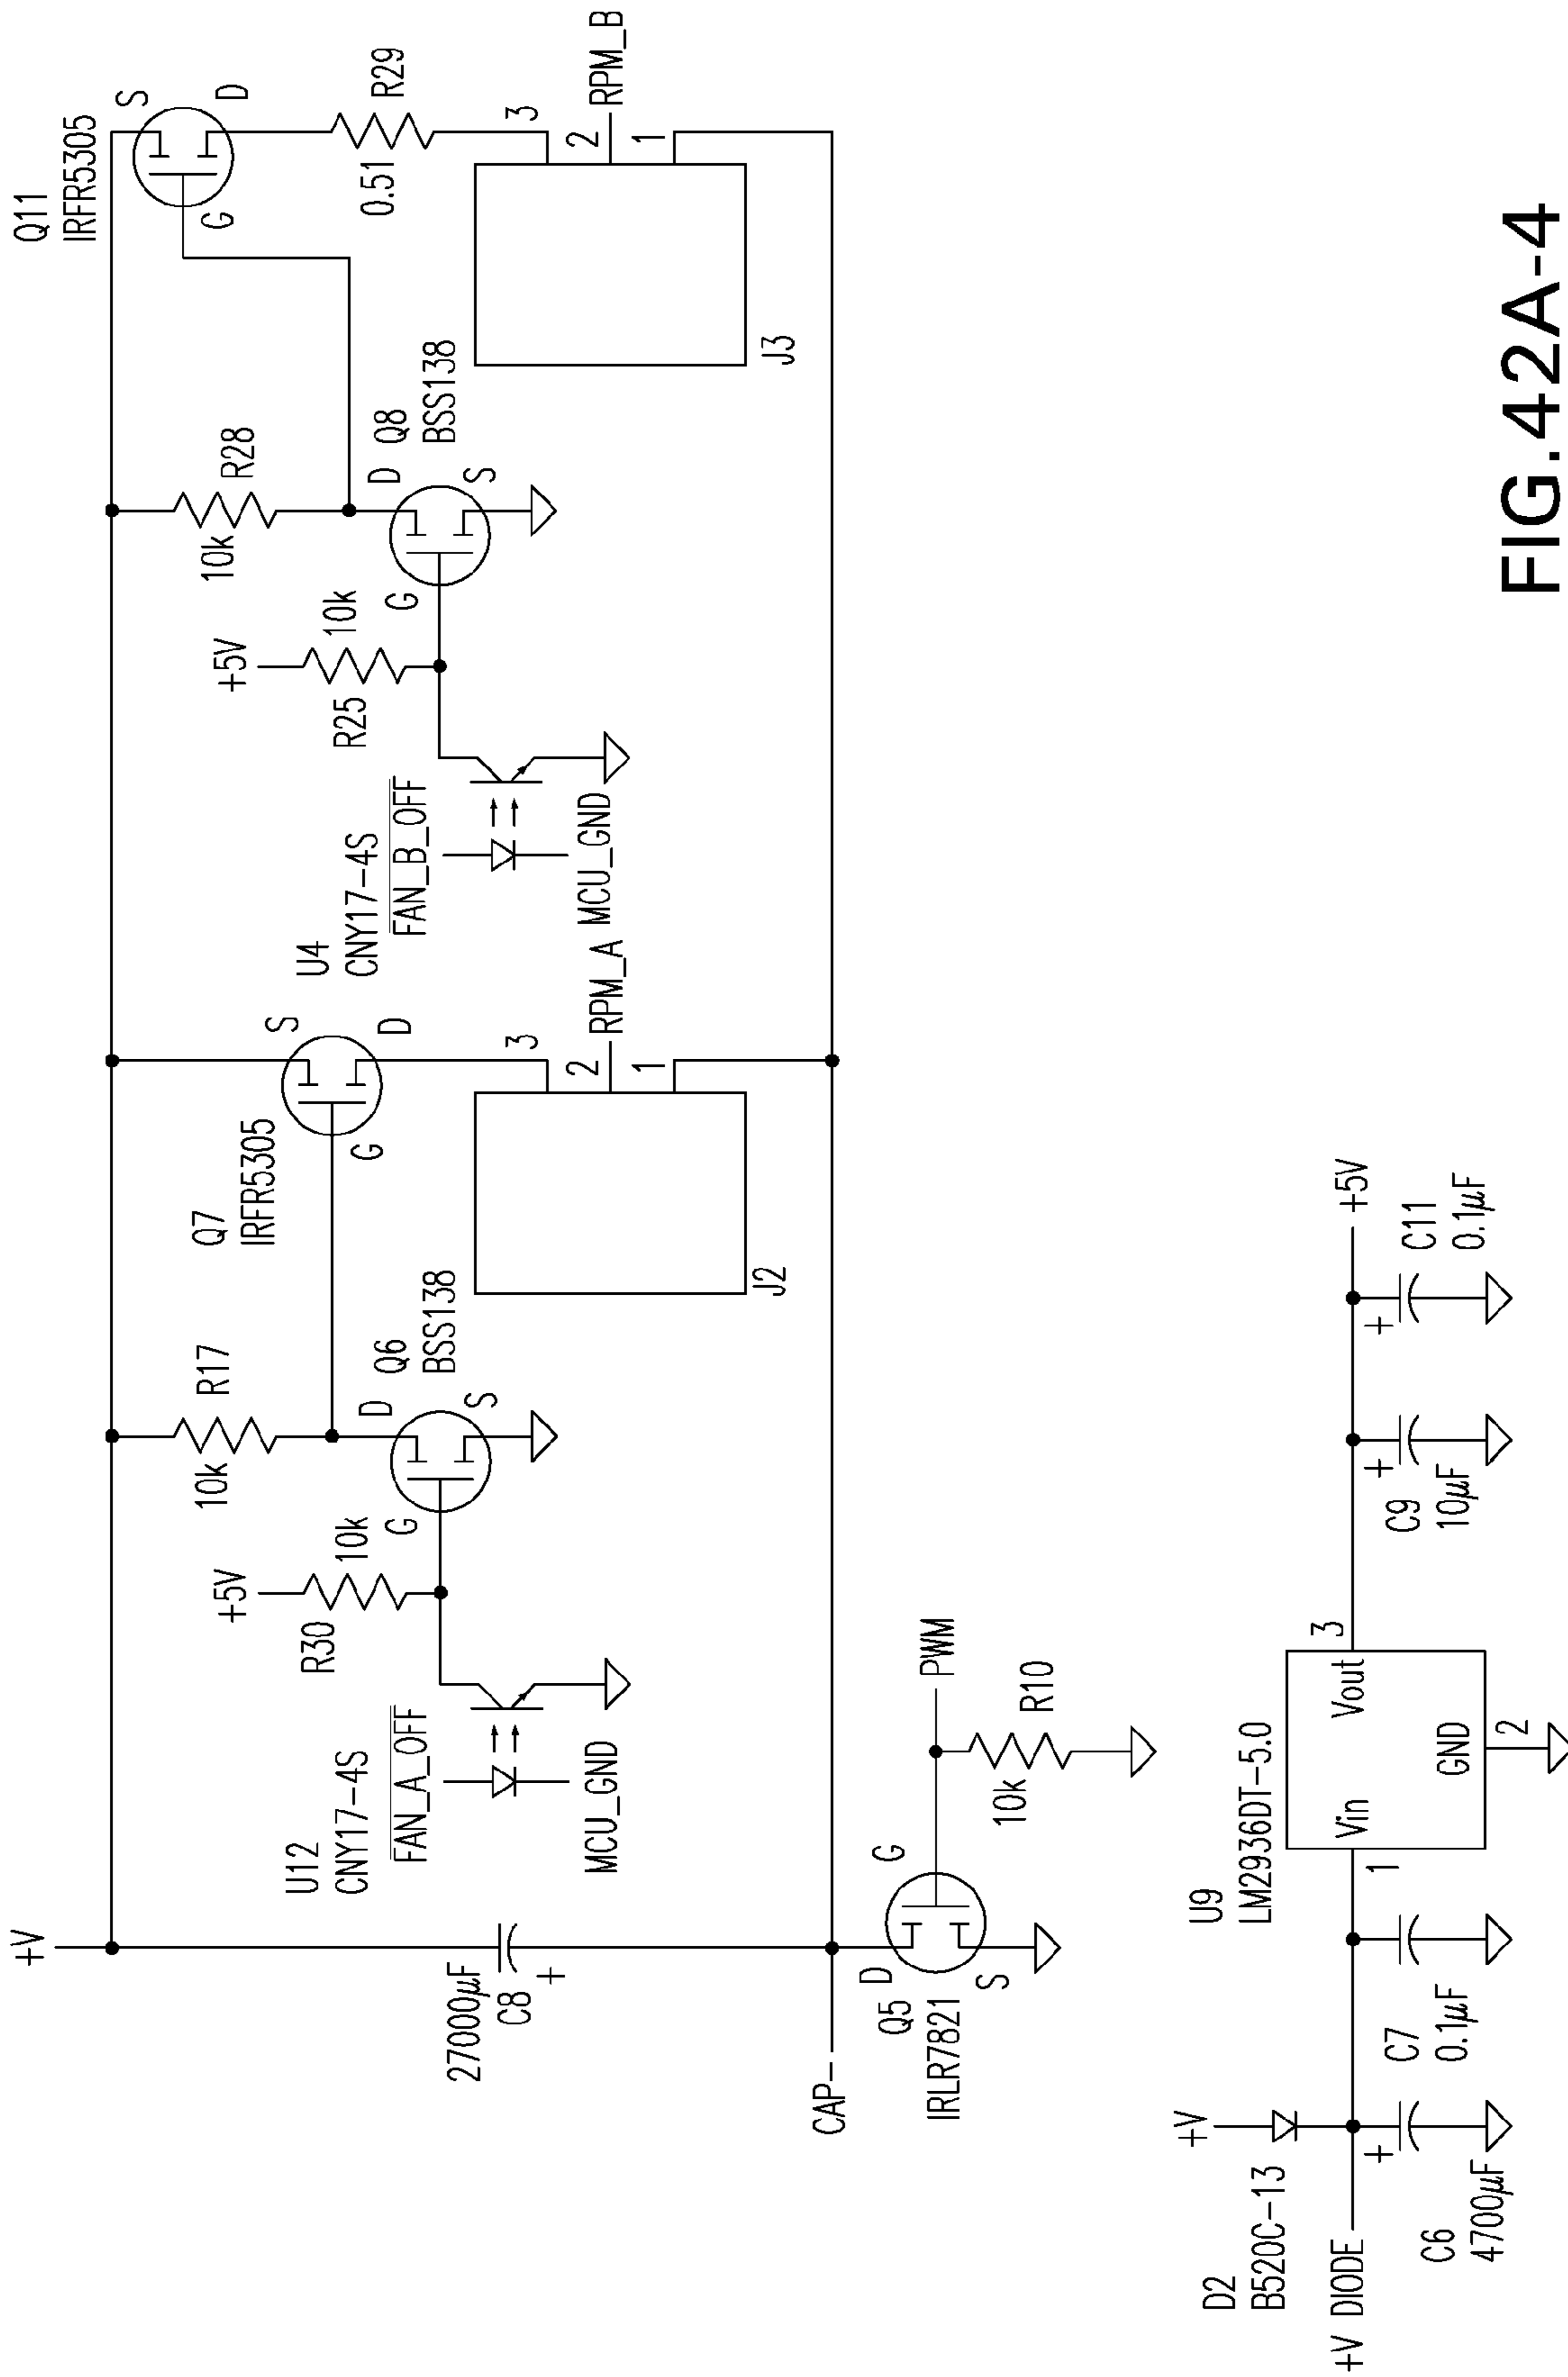 +V
27000µF
C8
+
CAP-
U12
CNY17-4S
FAN_A_OFF
MCU_GND
+5V
R30
10k
10k
R17
D
G
S
Q6
BSS138
Q7
IRFR5305
S
G
D
3
2
RPM_A
1
J2
U4
CNY17-4S
FAN_B_OFF
MCU_GND
+5V
R25
10k
10k
R28
D
G
S
Q8
BSS138
Q11
IRFR5305
S
G
D
0.51
R29
3
2
RPM_B
1
J3
Q5
IRLR7821
D
G
S
PWM
10k
R10
D2
B520C-13
+V
+V DIODE
+
C6
4700µF
C7
0.1µF
U9
LM2936DT-5.0
1
Vin
Vout
GND
3
2
+
C9
10µF
+
C11
0.1µF
+5V
FIG.42A-4